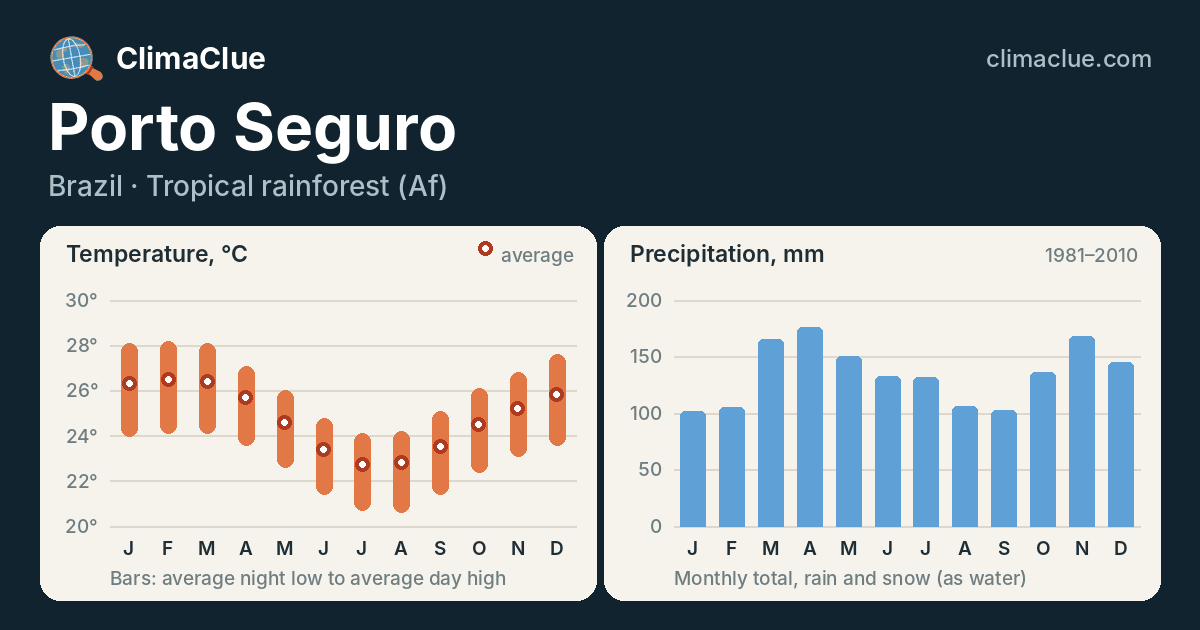 ClimaClue
climaclue.com
Porto Seguro
Brazil · Tropical rainforest (Af)
Temperature, °C
average
30°
28°
26°
24°
22°
20°
J F M A M J J A S O N D
Bars: average night low to average day high
Precipitation, mm
1981–2010
200
150
100
50
0
J F M A M J J A S O N D
Monthly total, rain and snow (as water)